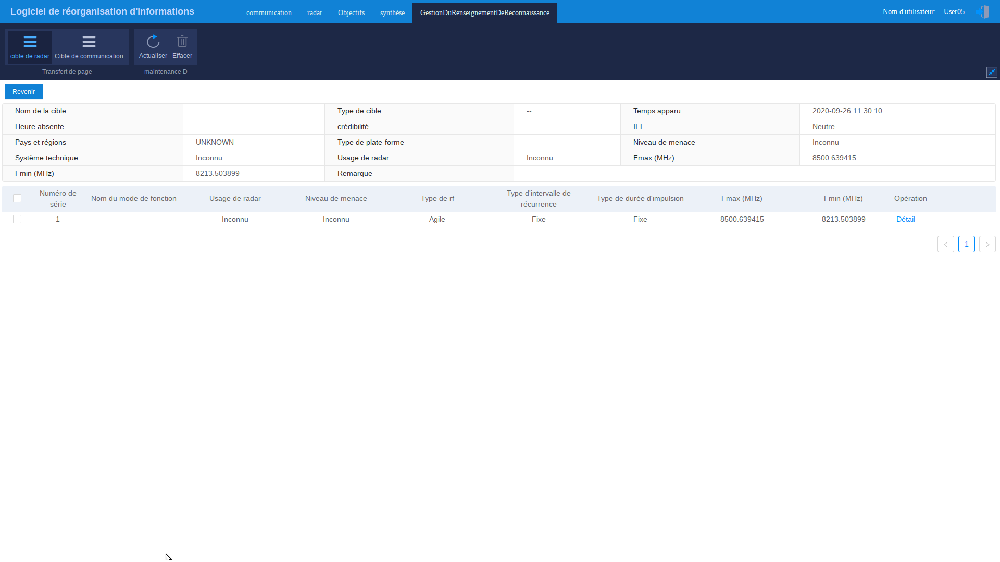 Logiciel de réorganisation d'informations
communication radar Objectifs synthèse GestionDuRenseignementDeReconnaissance
Nom d'utilisateur: User05
cible de radar Cible de communication
Transfert de page
Actualiser Effacer
maintenance D
Revenir
Nom de la cible Type de cible -- Temps apparu 2020-09-26 11:30:10
Heure absente -- crédibilité -- IFF Neutre
Pays et régions UNKNOWN Type de plate-forme -- Niveau de menace Inconnu
Système technique Inconnu Usage de radar Inconnu Fmax (MHz) 8500.639415
Fmin (MHz) 8213.503899 Remarque --
Numéro de
série
Nom du mode de fonction
Usage de radar
Niveau de menace
Type de rf
Type d'intervalle de
récurrence
Type de durée d'impulsion
Fmax (MHz)
Fmin (MHz)
Opération
1 -- Inconnu Inconnu Agile Fixe Fixe 8500.639415 8213.503899 Détail
< 1 >